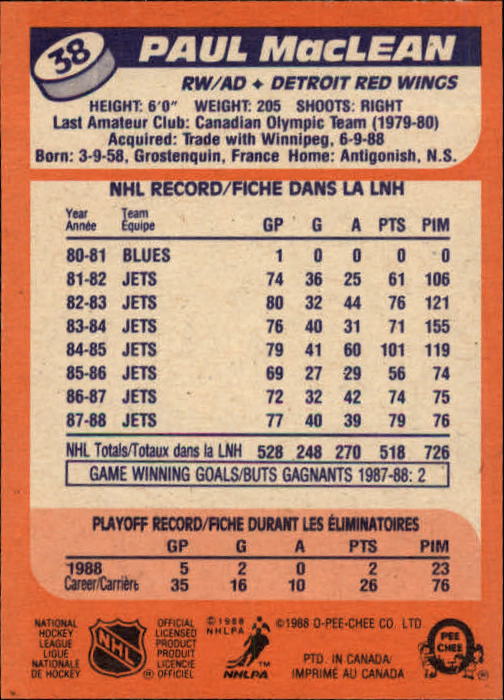 38
PAUL MacLEAN
RW/AD ♦ DETROIT RED WINGS
HEIGHT: 6'0" WEIGHT: 205 SHOOTS: RIGHT
Last Amateur Club: Canadian Olympic Team (1979-80)
Acquired: Trade with Winnipeg, 6-9-88
Born: 3-9-58, Grostenquin, France Home: Antigonish, N.S.
NHL RECORD/FICHE DANS LA LNH
Year Team
Année Équipe GP G A PTS PIM
80-81 BLUES 1 0 0 0 0
81-82 JETS 74 36 25 61 106
82-83 JETS 80 32 44 76 121
83-84 JETS 76 40 31 71 155
84-85 JETS 79 41 60 101 119
85-86 JETS 69 27 29 56 74
86-87 JETS 72 32 42 74 75
87-88 JETS 77 40 39 79 76
NHL Totals/Totaux dans la LNH 528 248 270 518 726
GAME WINNING GOALS/BUTS GAGNANTS 1987-88: 2
PLAYOFF RECORD/FICHE DURANT LES ÉLIMINATOIRES
GP G A PTS PIM
1988 5 2 0 2 23
Career/Carrière 35 16 10 26 76
NATIONAL
HOCKEY
LEAGUE
LIGUE
NATIONALE
DE HOCKEY
NHL
OFFICIAL
LICENSED
PRODUCT
PRODUIT
LICENCIE
OFFICIEL
© 1988
NHLPA
NHLPA
TM
©1988 O-PEE-CHEE CO. LTD.
PTD. IN CANADA/
IMPRIMÉ AU CANADA
O
PEE
CHEE